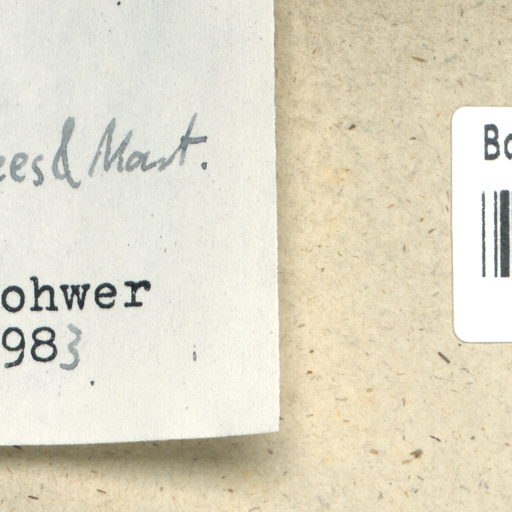 ees & Mart.
ohwer
983
Bo